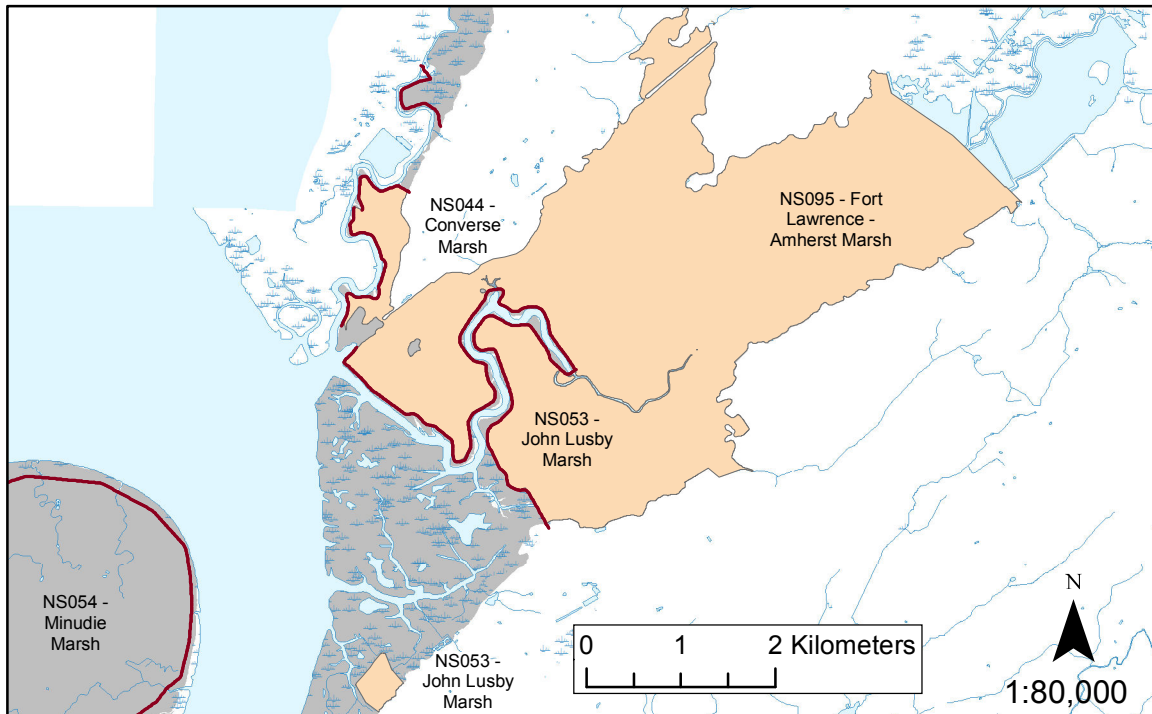 NS044 -
Converse
Marsh
NS095 - Fort
Lawrence -
Amherst Marsh
NS053 -
John Lusby
Marsh
NS054 -
Minudie
Marsh
NS053 -
John Lusby
Marsh
0 1 2 Kilometers
N
1:80,000